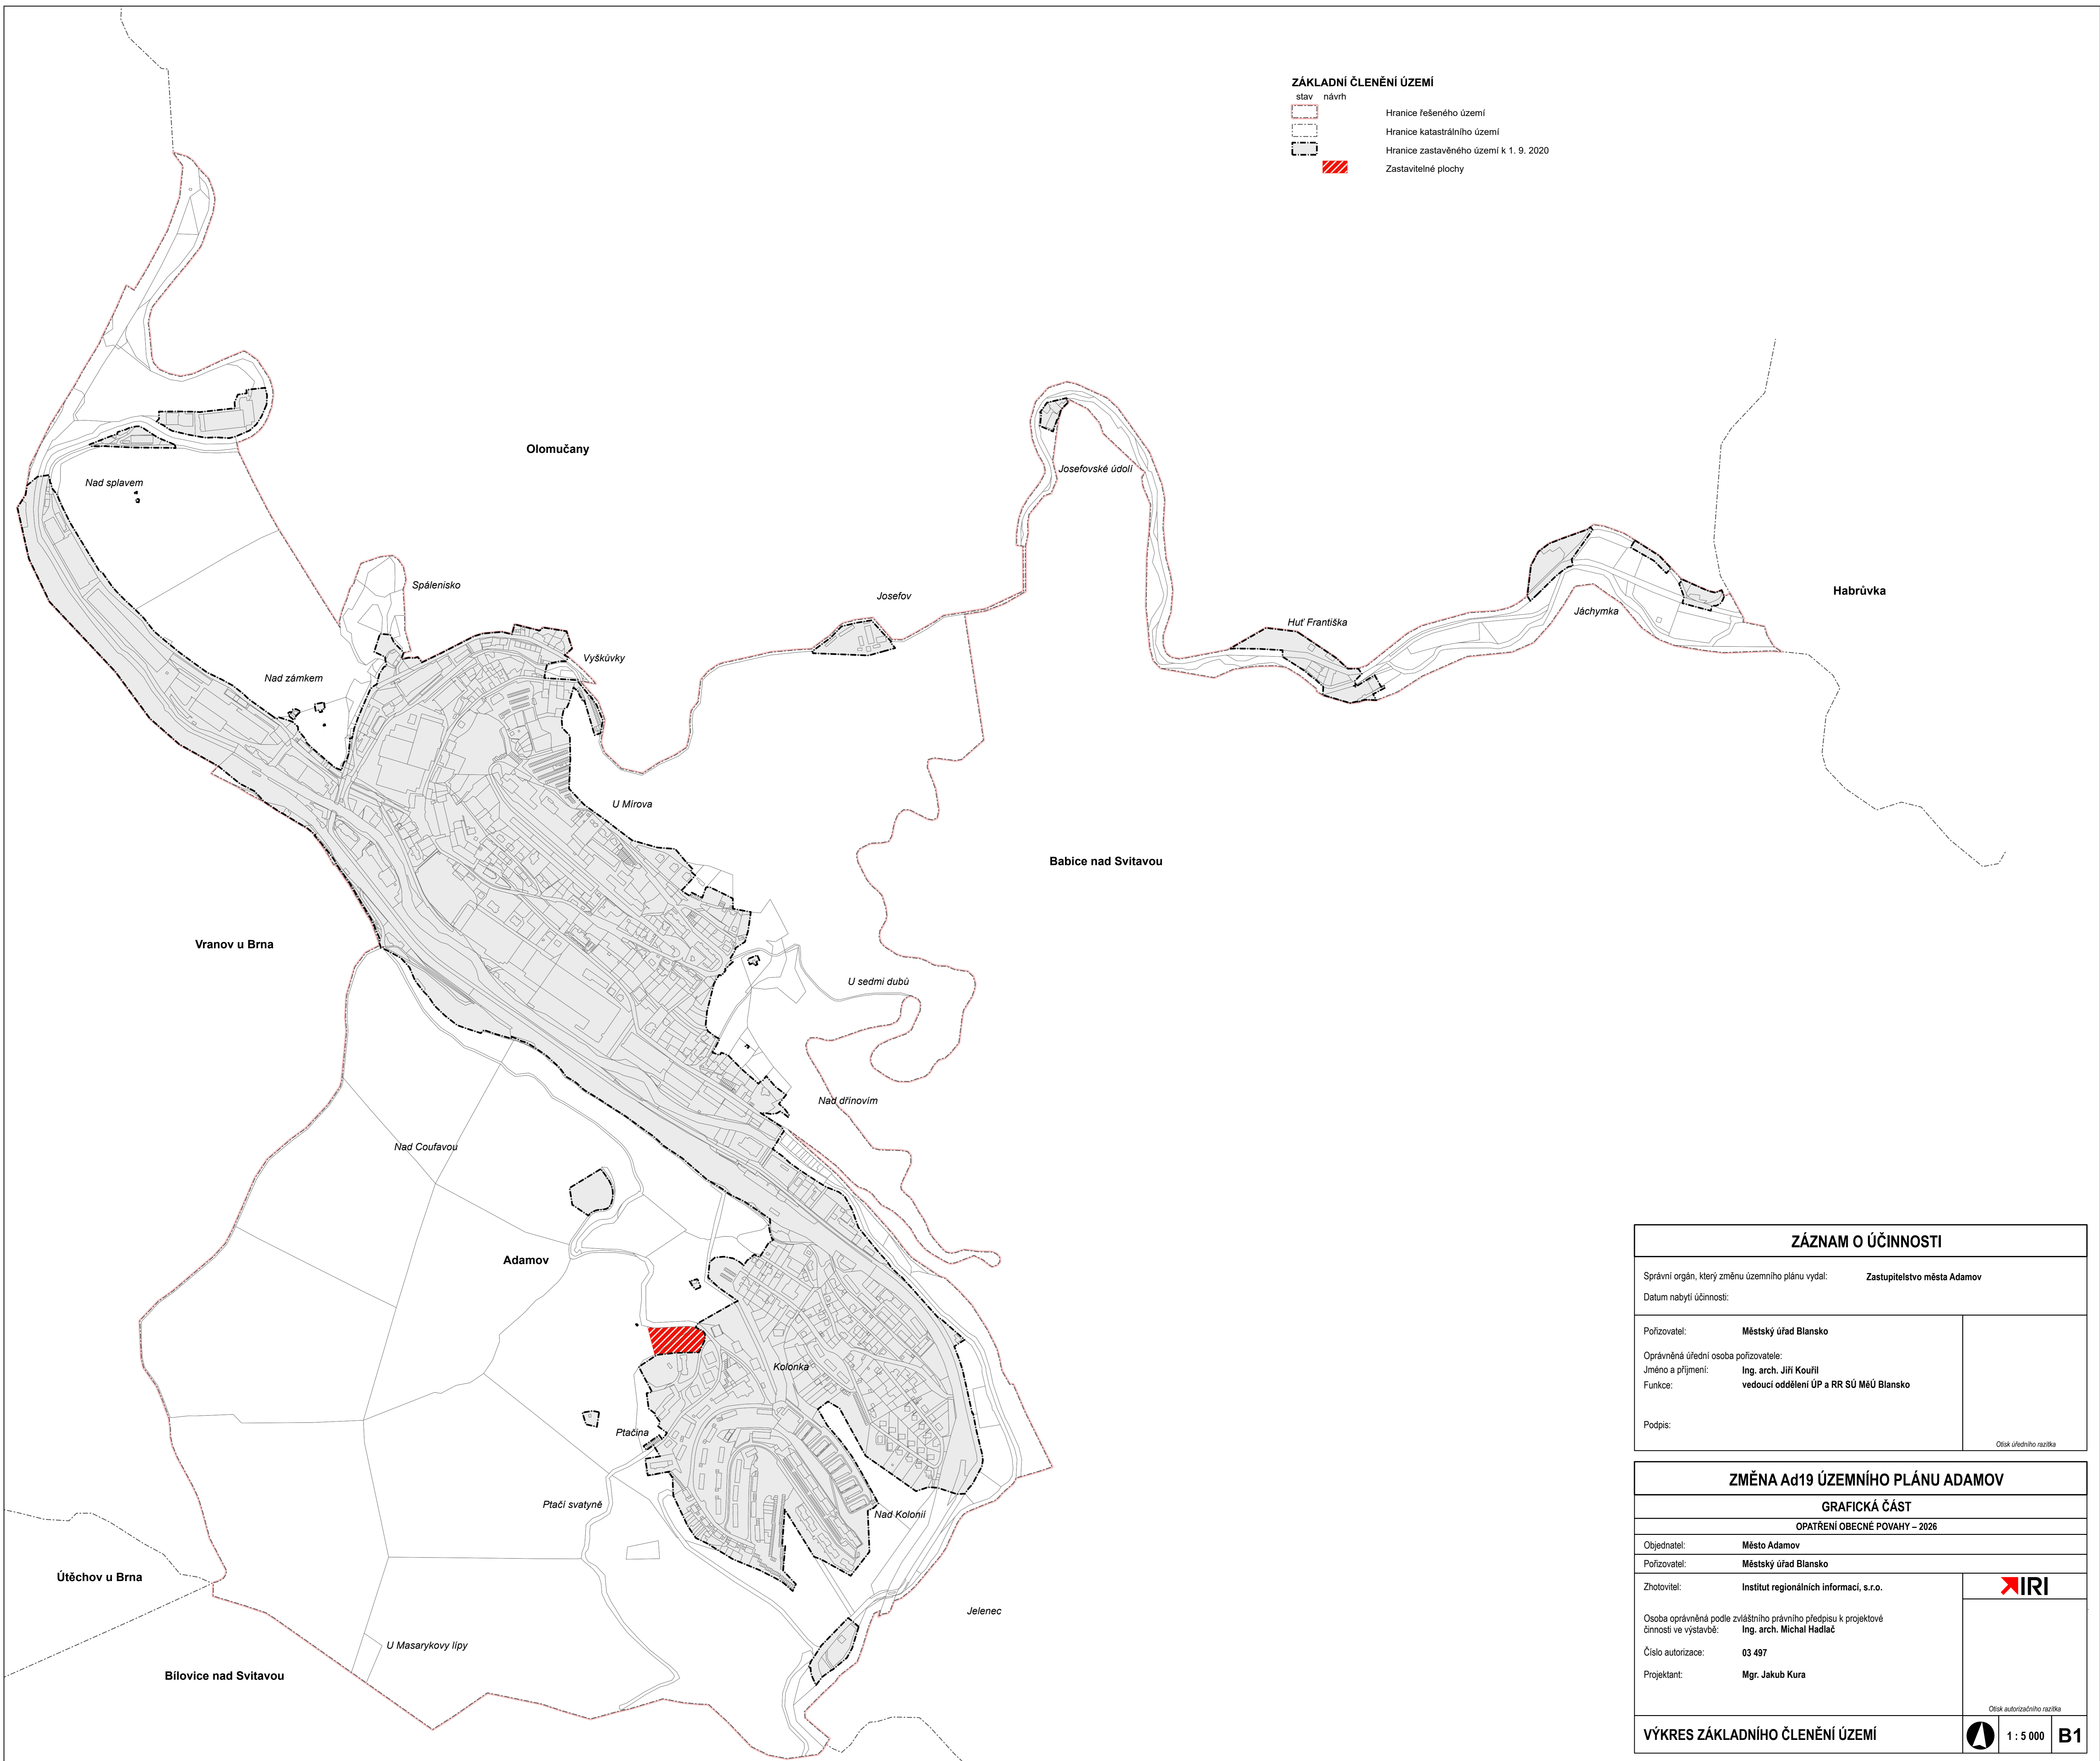 ZÁKLADNÍ ČLENĚNÍ ÚZEMÍ
stav návrh
Hranice řešeného území
Hranice katastrálního území
Hranice zastavěného území k 1. 9. 2020
Zastavitelné plochy
Olomučany
Nad splavem
Josefovské údolí
Spálenisko
Josefov
Habrůvka
Jáchymka
Huť Františka
Vyškůvky
Nad zámkem
U Mírova
Babice nad Svitavou
Vranov u Brna
U sedmi dubů
Nad dřínovím
Nad Coufavou
Adamov
Kolonka
Ptačina
Ptačí svatyně
Nad Kolonií
Útěchov u Brna
Jelenec
U Masarykovy lípy
Bílovice nad Svitavou
ZÁZNAM O ÚČINNOSTI
Správní orgán, který změnu územního plánu vydal: Zastupitelstvo města Adamov
Datum nabytí účinnosti:
Pořizovatel: Městský úřad Blansko
Oprávněná úřední osoba pořizovatele:
Jméno a příjmení: Ing. arch. Jiří Kouřil
Funkce: vedoucí oddělení ÚP a RR SÚ MěÚ Blansko
Podpis:
Otisk úředního razítka
ZMĚNA Ad19 ÚZEMNÍHO PLÁNU ADAMOV
GRAFICKÁ ČÁST
OPATŘENÍ OBECNÉ POVAHY – 2026
Objednatel: Město Adamov
Pořizovatel: Městský úřad Blansko
Zhotovitel: Institut regionálních informací, s.r.o.
IRI
Osoba oprávněná podle zvláštního právního předpisu k projektové
činnosti ve výstavbě: Ing. arch. Michal Hadlač
Číslo autorizace: 03 497
Projektant: Mgr. Jakub Kura
Otisk autorizačního razítka
VÝKRES ZÁKLADNÍHO ČLENĚNÍ ÚZEMÍ 1 : 5 000 B1